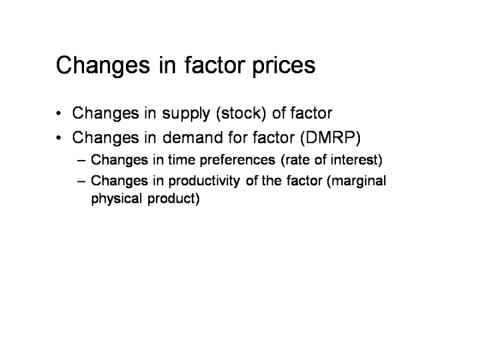 Changes in factor prices
• Changes in supply (stock) of factor
• Changes in demand for factor (DMRP)
– Changes in time preferences (rate of interest)
– Changes in productivity of the factor (marginal
physical product)